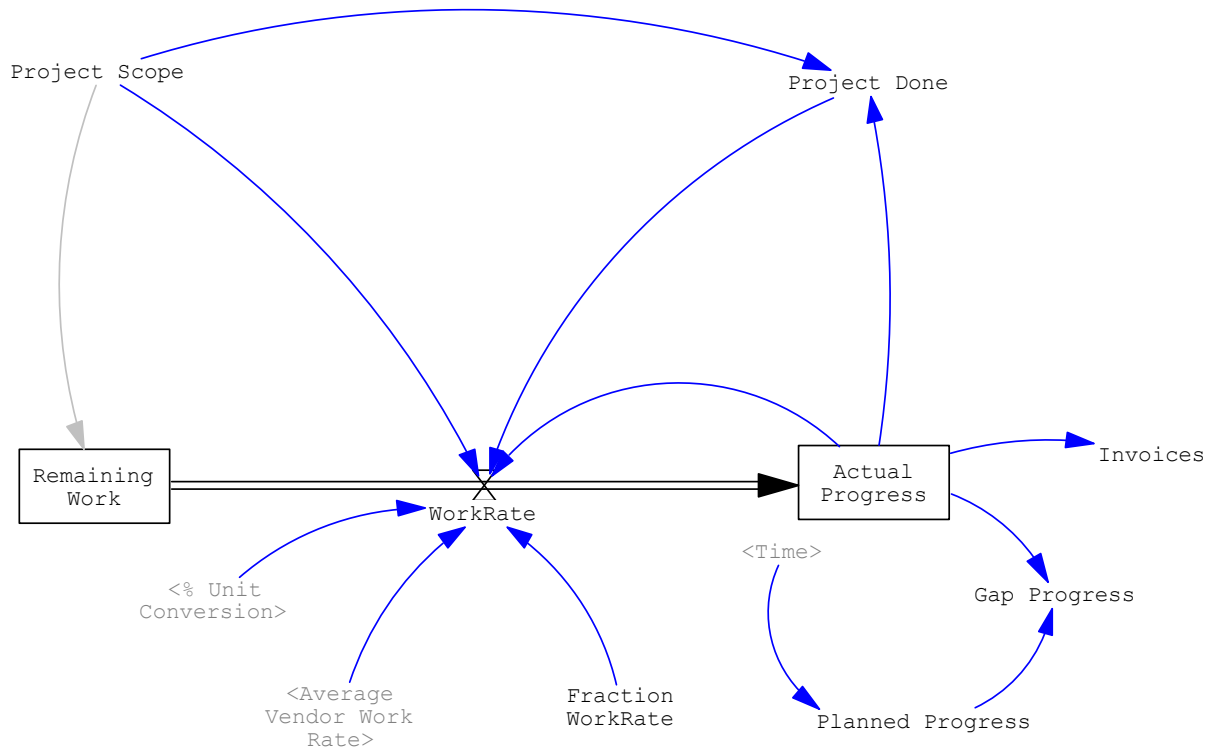 Project Scope
Project Done
Remaining
Work
Actual
Progress
Invoices
WorkRate
<Time>
<% Unit
Conversion>
Gap Progress
<Average
Vendor Work
Rate>
Fraction
WorkRate
Planned Progress